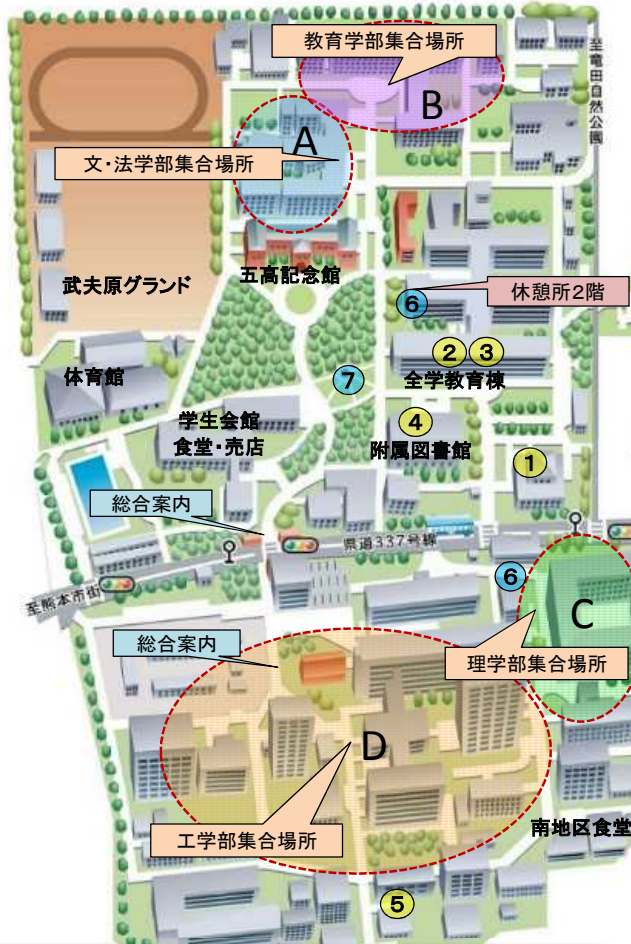 教育学部集合場所
B
至竜田自然公園
A
文・法学部集合場所
五高記念館
武夫原グランド
⑥
休憩所2階
②
③
全学教育棟
⑦
体育館
④
学生会館
食堂・売店
附属図書館
①
総合案内
県道337号線
至熊本市街
⑥
C
総合案内
理学部集合場所
D
南地区食堂
工学部集合場所
⑤